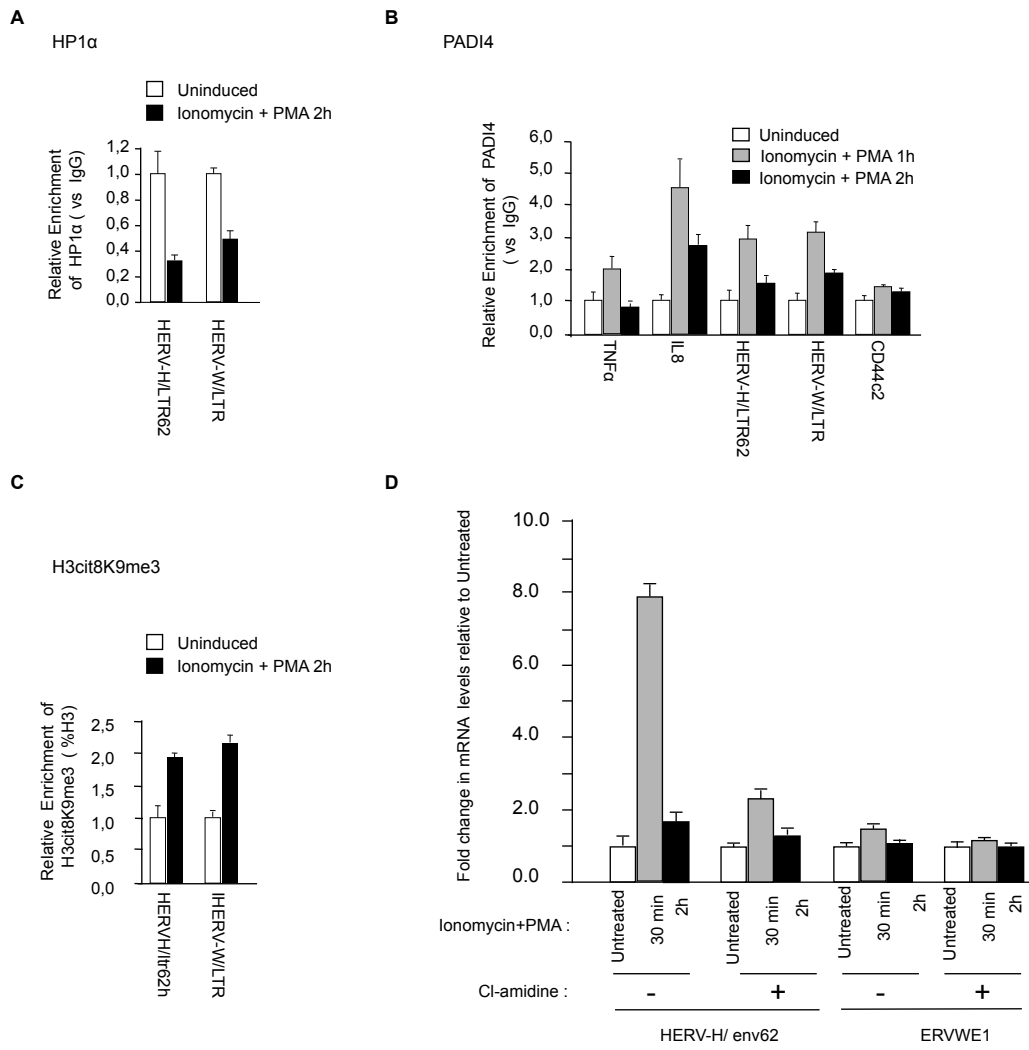 A
HP1α
Uninduced
Ionomycin + PMA 2h
Relative Enrichment
of HP1α ( vs IgG)
1,2
1,0
0,8
0,6
0,4
0,2
0,0
HERV-H/LTR62
HERV-W/LTR
B
PADI4
Uninduced
Ionomycin + PMA 1h
Ionomycin + PMA 2h
Relative Enrichment of PADI4
( vs IgG)
6,0
5,0
4,0
3,0
2,0
1,0
0,0
TNFα
IL8
HERV-H/LTR62
HERV-W/LTR
CD44c2
C
H3cit8K9me3
Uninduced
Ionomycin + PMA 2h
Relative Enrichment of
H3cit8K9me3 ( %H3)
2,5
2,0
1,5
1,0
0,5
0,0
HERVH/ltr62h
IHERV-W/LTR
D
Fold change in mRNA levels relative to Untreated
10.0
8.0
6.0
4.0
2.0
0.0
Ionomycin+PMA :
Untreated
30 min
2h
Untreated
30 min
2h
Untreated
30 min
2h
Untreated
30 min
2h
Cl-amidine :
- + - +
HERV-H/ env62
ERVWE1